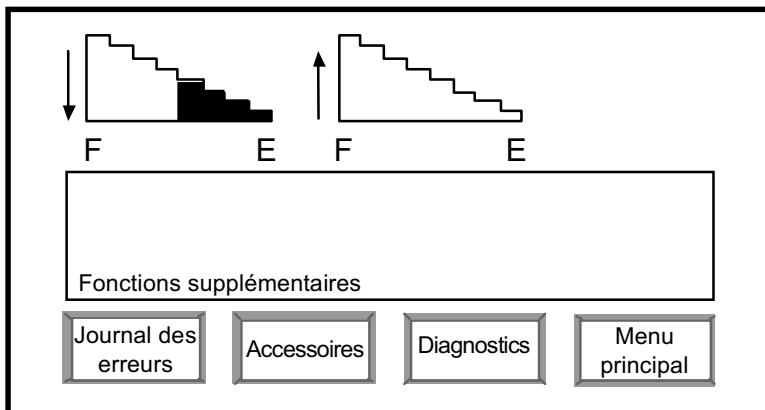 F E F E
Fonctions supplémentaires
Journal des
erreurs
Accessoires
Diagnostics
Menu
principal